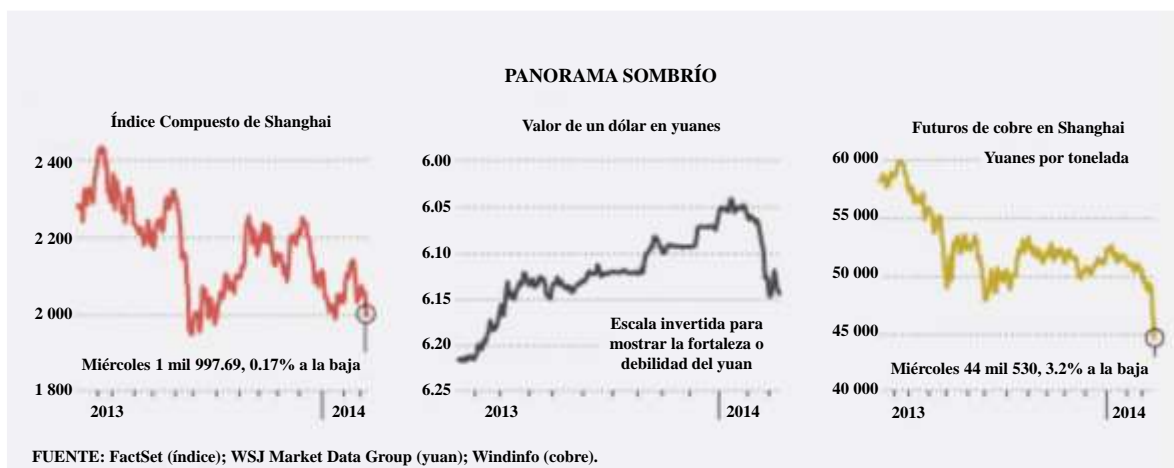 PANORAMA SOMBRÍO
Índice Compuesto de Shanghai
2 400
2 200
2 000
1 800
Miércoles 1 mil 997.69, 0.17% a la baja
2013
2014
Valor de un dólar en yuanes
6.00
6.05
6.10
6.15
6.20
6.25
Escala invertida para
mostrar la fortaleza o
debilidad del yuan
2013
2014
Futuros de cobre en Shanghai
Yuanes por tonelada
60 000
55 000
50 000
45 000
40 000
Miércoles 44 mil 530, 3.2% a la baja
2013
2014
FUENTE: FactSet (índice); WSJ Market Data Group (yuan); Windinfo (cobre).